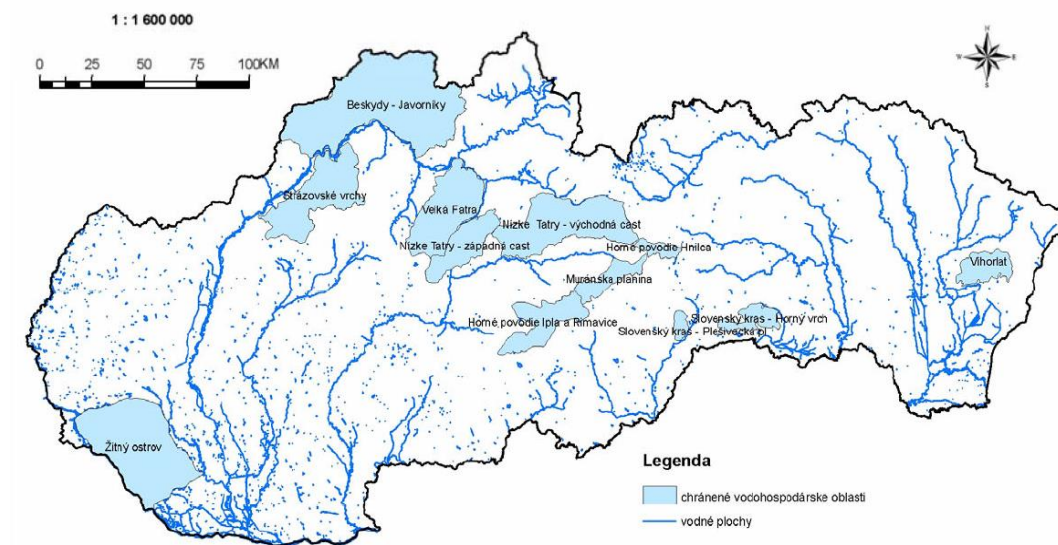 1 : 1 600 000
0 25 50 75 100KM
N
W E
S
Beskydy - Javorníky
Strážovské vrchy
Veľká Fatra
Nízke Tatry - východná časť
Nízke Tatry - západná časť
Horné povodie Hnilca
Muránska planina
Vihorlat
Horné povodie Ipľa a Rimavice
Slovenský kras - Horný vrch
Slovenský kras - Plešivecká pl.
Žitný ostrov
Legenda
chránené vodohospodárske oblasti
vodné plochy